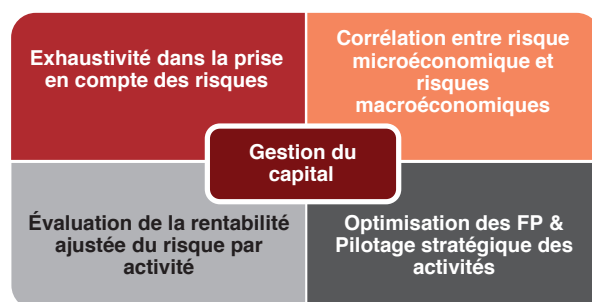 Exhaustivité dans la prise
en compte des risques
Corrélation entre risque
microéconomique et
risques
macroéconomiques
Gestion du
capital
Évaluation de la rentabilité
ajustée du risque par
activité
Optimisation des FP &
Pilotage stratégique des
activités